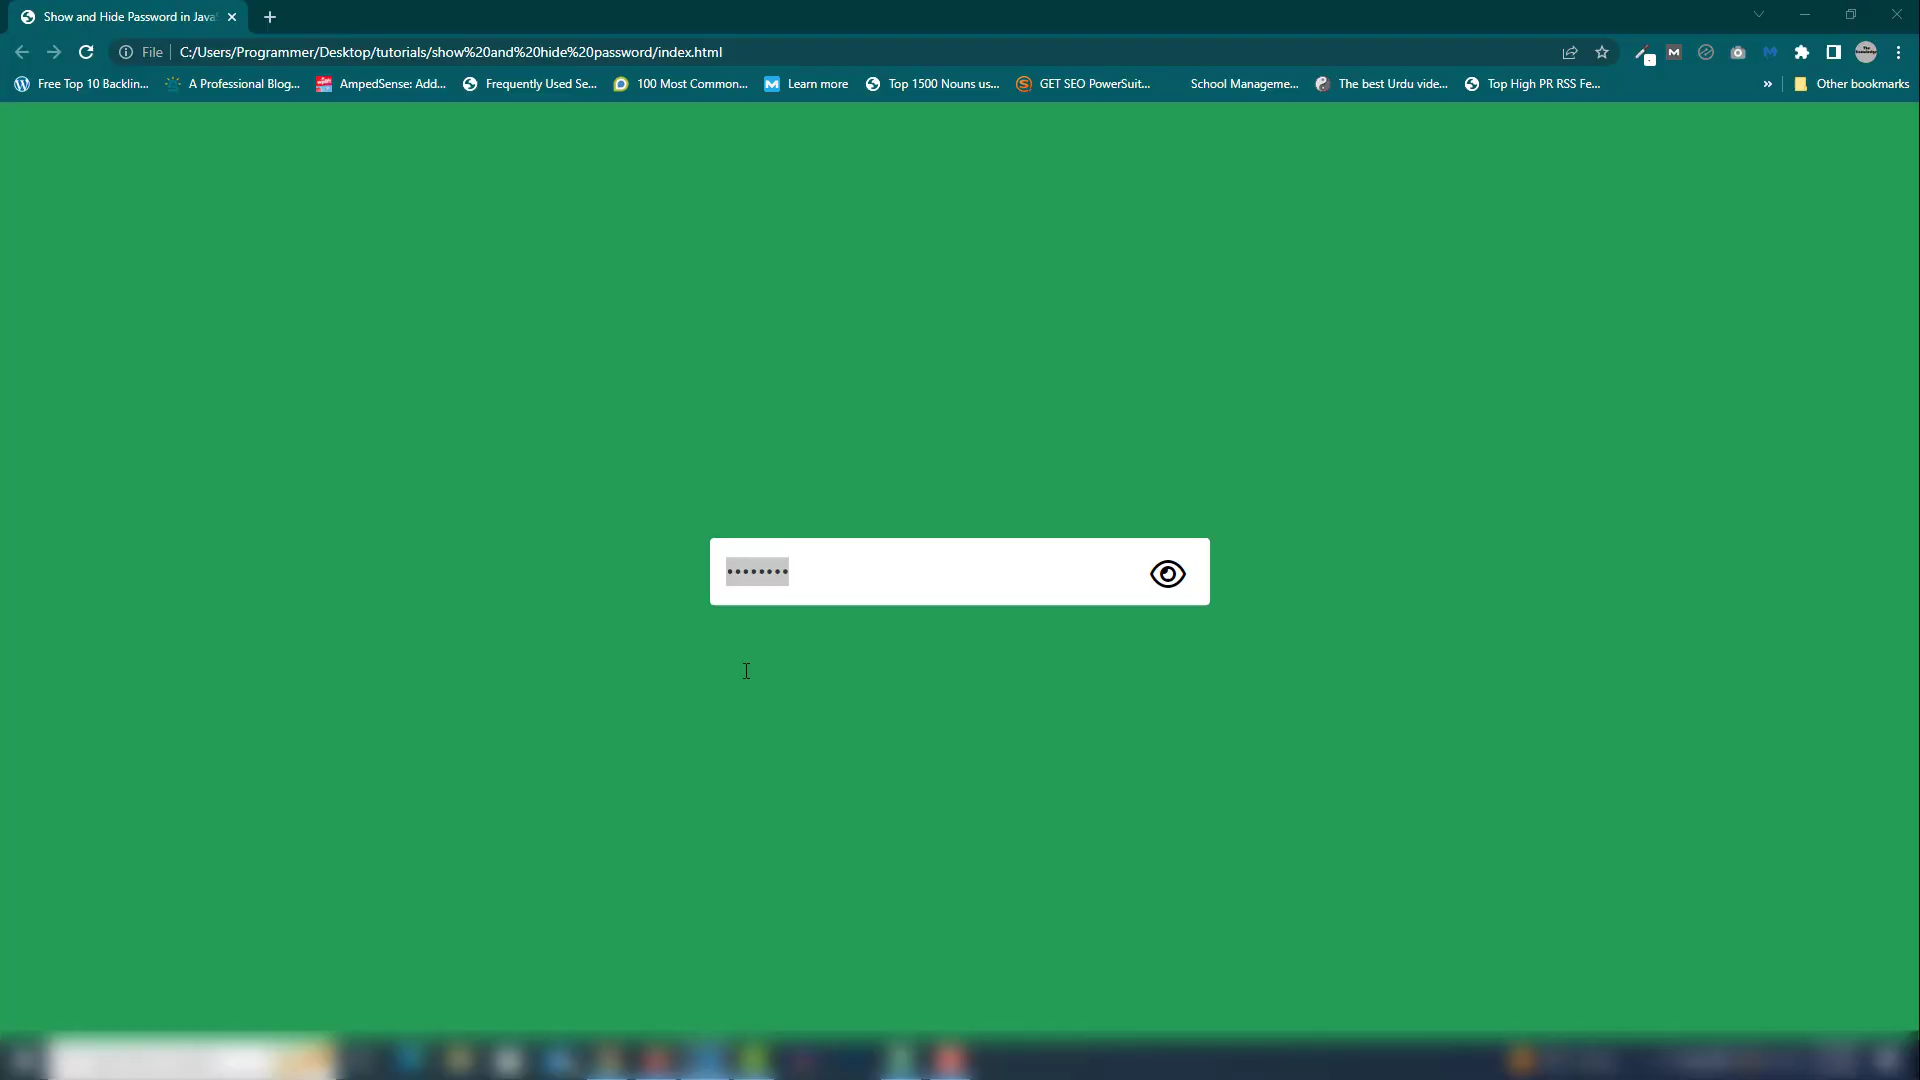 Show and Hide Password in Java
File
C:/Users/Programmer/Desktop/tutorials/show%20and%20hide%20password/index.html
Free Top 10 Backlin...
A Professional Blog...
AmpedSense: Add...
Frequently Used Se...
100 Most Common...
Learn more
Top 1500 Nouns us...
GET SEO PowerSuit...
School Manageme...
The best Urdu vide...
Top High PR RSS Fe...
»
Other bookmarks
••••••••